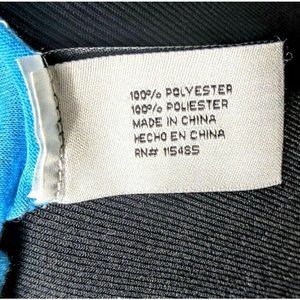 100% POLYESTER
100% POLIESTER
MADE IN CHINA
HECHO EN CHINA
RN# 115485